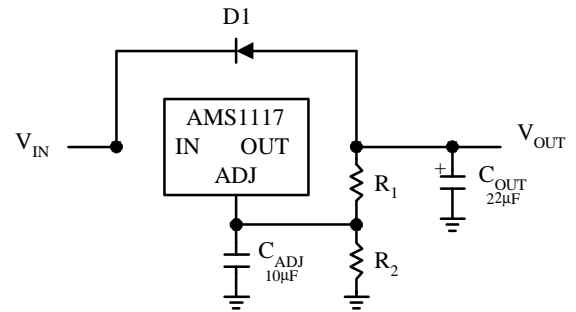 D1
AMS1117
IN OUT
ADJ
V_IN
V_OUT
+
R_1
C_OUT
22µF
C_ADJ
10µF
R_2